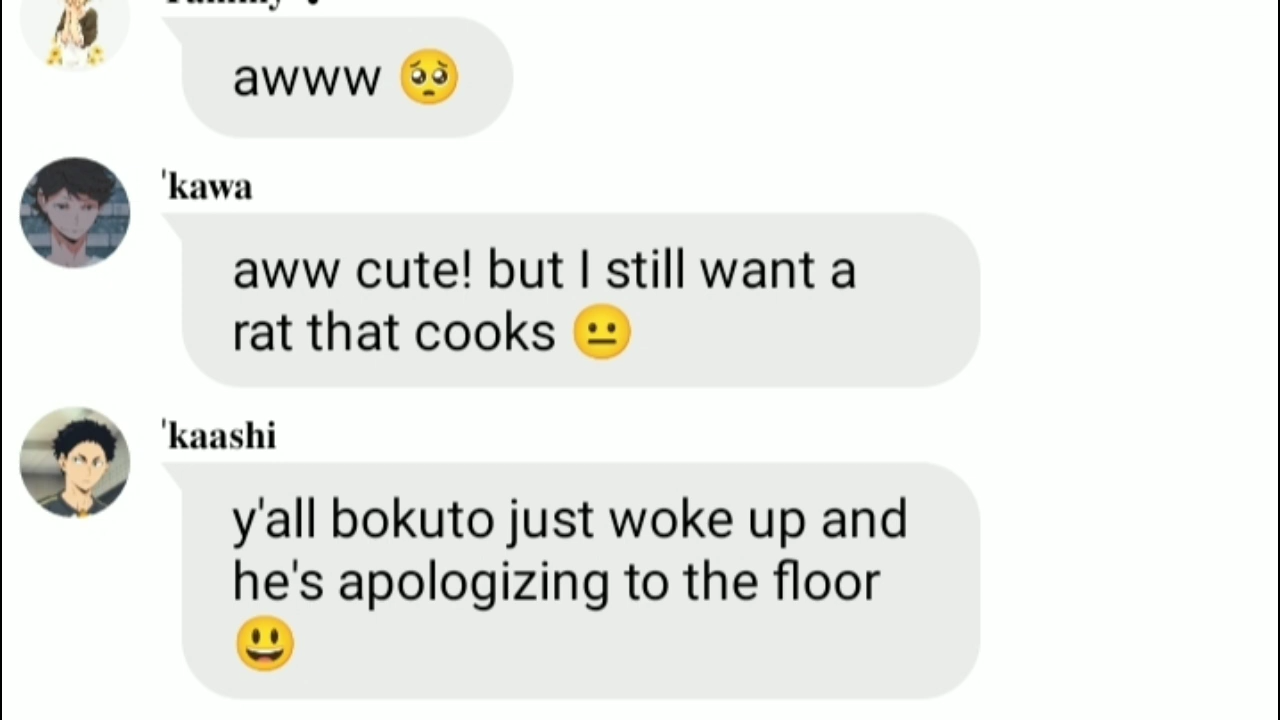 awww 🥺
'kawa
aww cute! but I still want a
rat that cooks 😐
'kaashi
y'all bokuto just woke up and
he's apologizing to the floor
😃